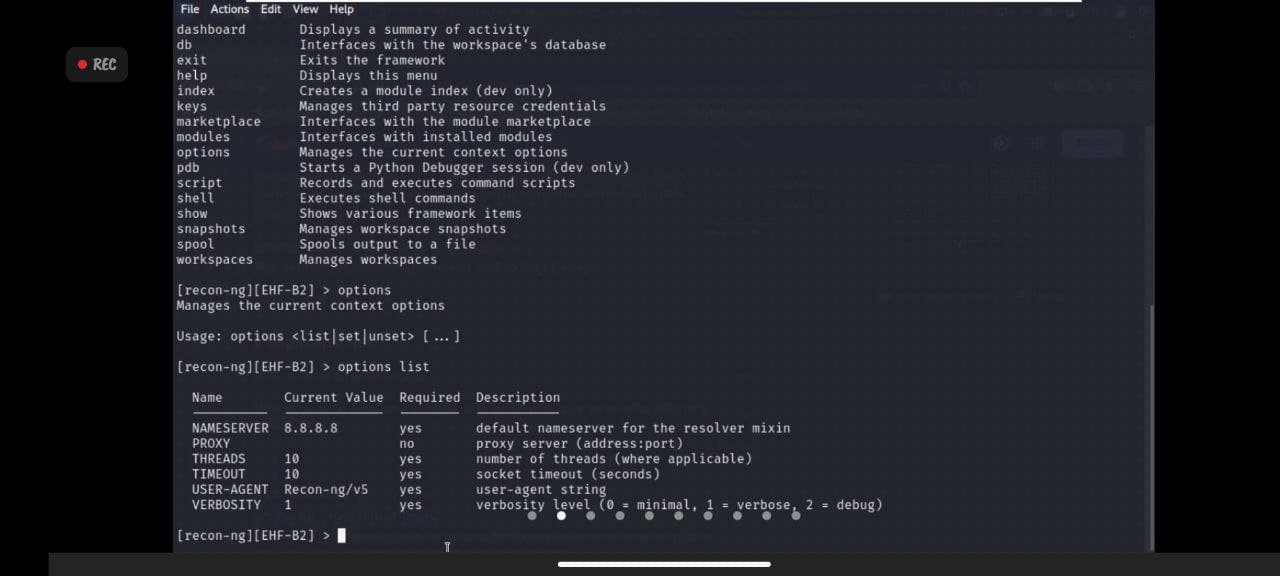 File Actions Edit View Help
REC
dashboard Displays a summary of activity
db Interfaces with the workspace's database
exit Exits the framework
help Displays this menu
index Creates a module index (dev only)
keys Manages third party resource credentials
marketplace Interfaces with the module marketplace
modules Interfaces with installed modules
options Manages the current context options
pdb Starts a Python Debugger session (dev only)
script Records and executes command scripts
shell Executes shell commands
show Shows various framework items
snapshots Manages workspace snapshots
spool Spools output to a file
workspaces Manages workspaces
[recon-ng][EHF-B2] > options
Manages the current context options
Usage: options <list|set|unset> [...]
[recon-ng][EHF-B2] > options list
Name Current Value Required Description
NAMESERVER 8.8.8.8 yes default nameserver for the resolver mixin
PROXY no proxy server (address:port)
THREADS 10 yes number of threads (where applicable)
TIMEOUT 10 yes socket timeout (seconds)
USER-AGENT Recon-ng/v5 yes user-agent string
VERBOSITY 1 yes verbosity level (0 = minimal, 1 = verbose, 2 = debug)
[recon-ng][EHF-B2] >